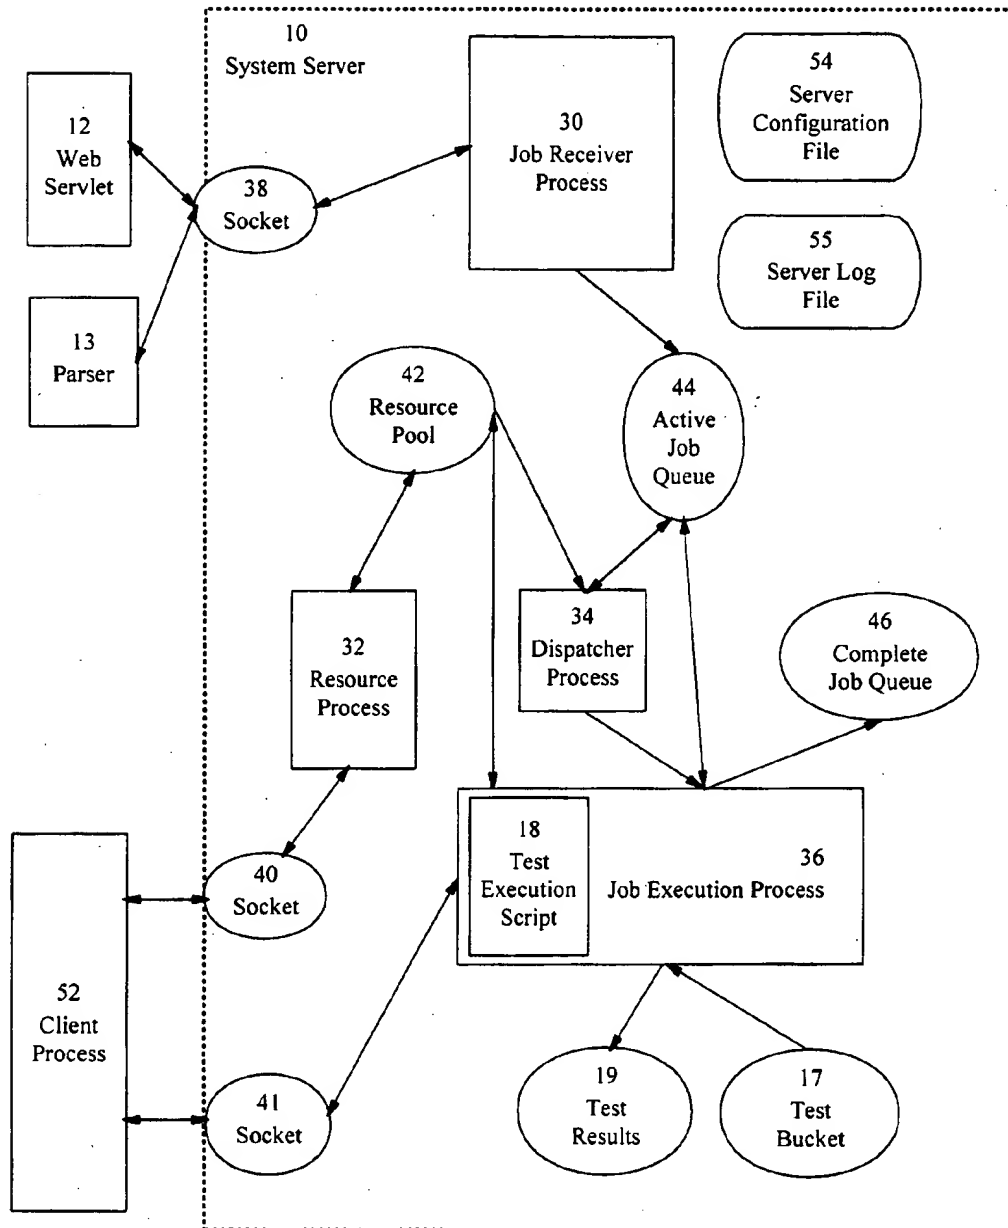 10
System Server
12
Web
Servlet
38
Socket
30
Job Receiver
Process
54
Server
Configuration
File
55
Server Log
File
13
Parser
42
Resource
Pool
44
Active
Job
Queue
32
Resource
Process
34
Dispatcher
Process
46
Complete
Job Queue
18
Test
Execution
Script
36
Job Execution Process
40
Socket
52
Client
Process
41
Socket
19
Test
Results
17
Test
Bucket